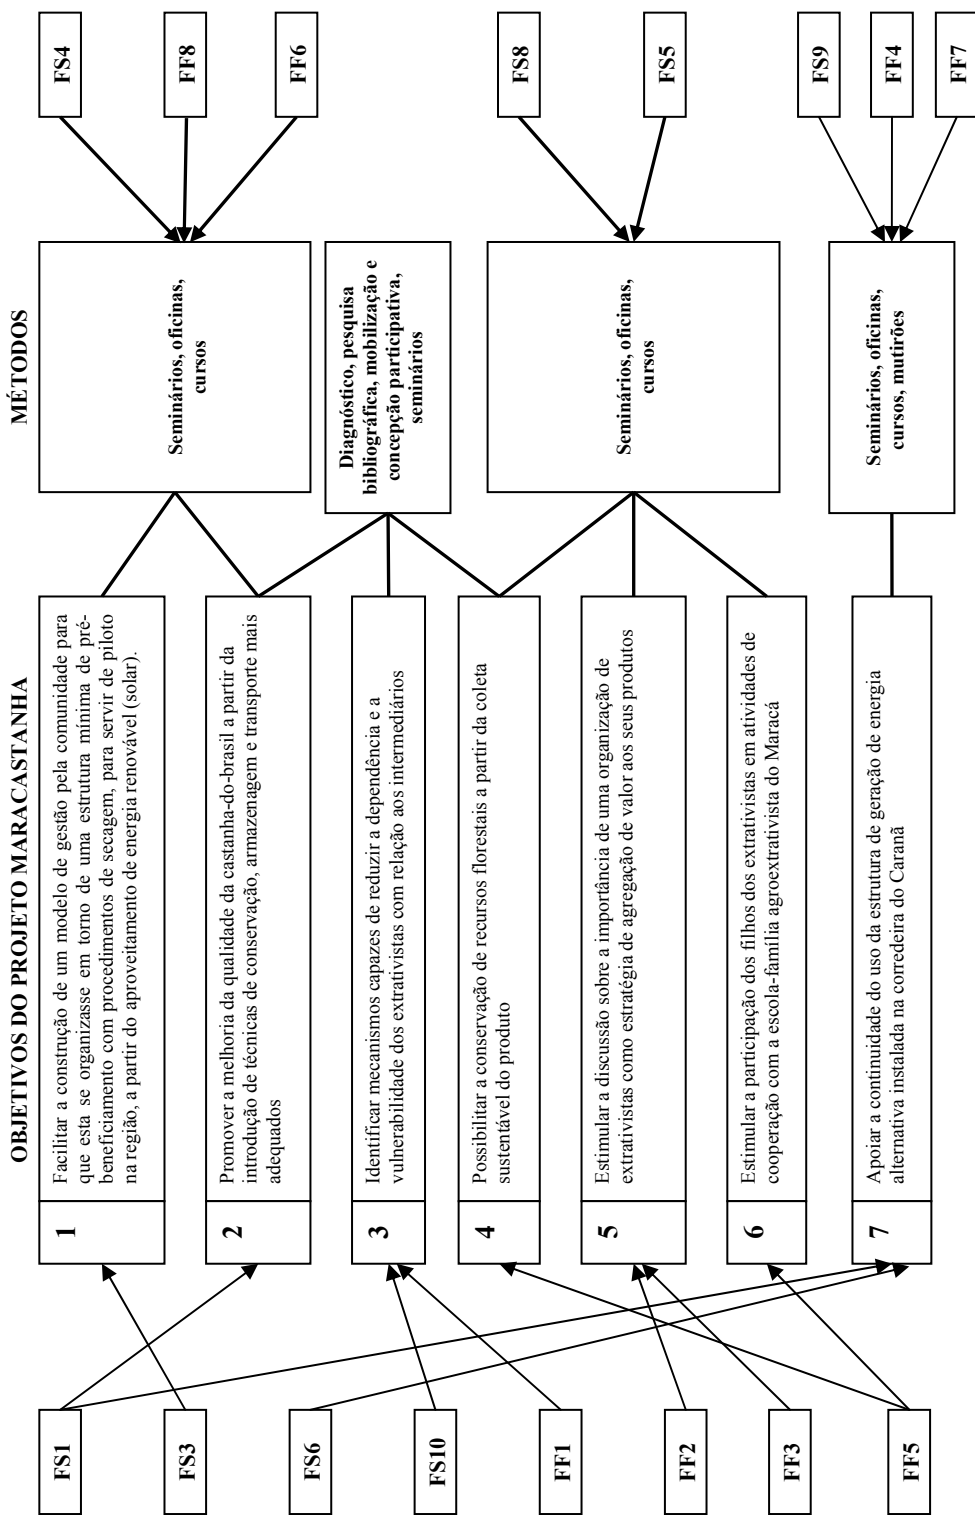 OBJETIVOS DO PROJETO MARACASTANHA
MÉTODOS
FS1
FS3
FS6
FS10
FF1
FF2
FF3
FF5
1
Facilitar a construção de um modelo de gestão pela comunidade para
que esta se organizasse em torno de uma estrutura mínima de pré-
beneficiamento com procedimentos de secagem, para servir de piloto
na região, a partir do aproveitamento de energia renovável (solar).
2
Promover a melhoria da qualidade da castanha-do-brasil a partir da
introdução de técnicas de conservação, armazenagem e transporte mais
adequados
3
Identificar mecanismos capazes de reduzir a dependência e a
vulnerabilidade dos extrativistas com relação aos intermediários
4
Possibilitar a conservação de recursos florestais a partir da coleta
sustentável do produto
5
Estimular a discussão sobre a importância de uma organização de
extrativistas como estratégia de agregação de valor aos seus produtos
6
Estimular a participação dos filhos dos extrativistas em atividades de
cooperação com a escola-família agroextrativista do Maracá
7
Apoiar a continuidade do uso da estrutura de geração de energia
alternativa instalada na corredeira do Caranã
Seminários, oficinas,
cursos
Diagnóstico, pesquisa
bibliográfica, mobilização e
concepção participativa,
seminários
Seminários, oficinas,
cursos
Seminários, oficinas,
cursos, mutirões
FS4
FF8
FF6
FS8
FS5
FS9
FF4
FF7